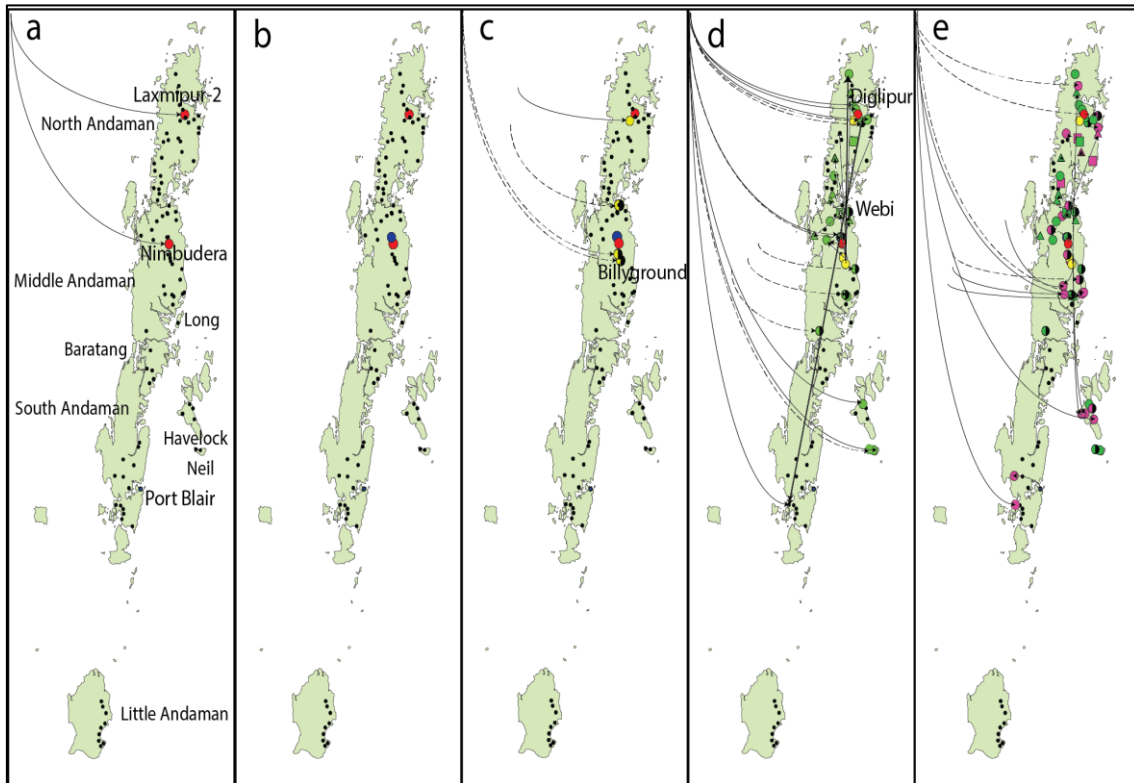 a
Laxmipur-2
North Andaman
Nimbudera
Middle Andaman
Long
Baratang
South Andaman
Havelock
Neil
Port Blair
Little Andaman
b
c
Billyground
d
Diglipur
Webi
e